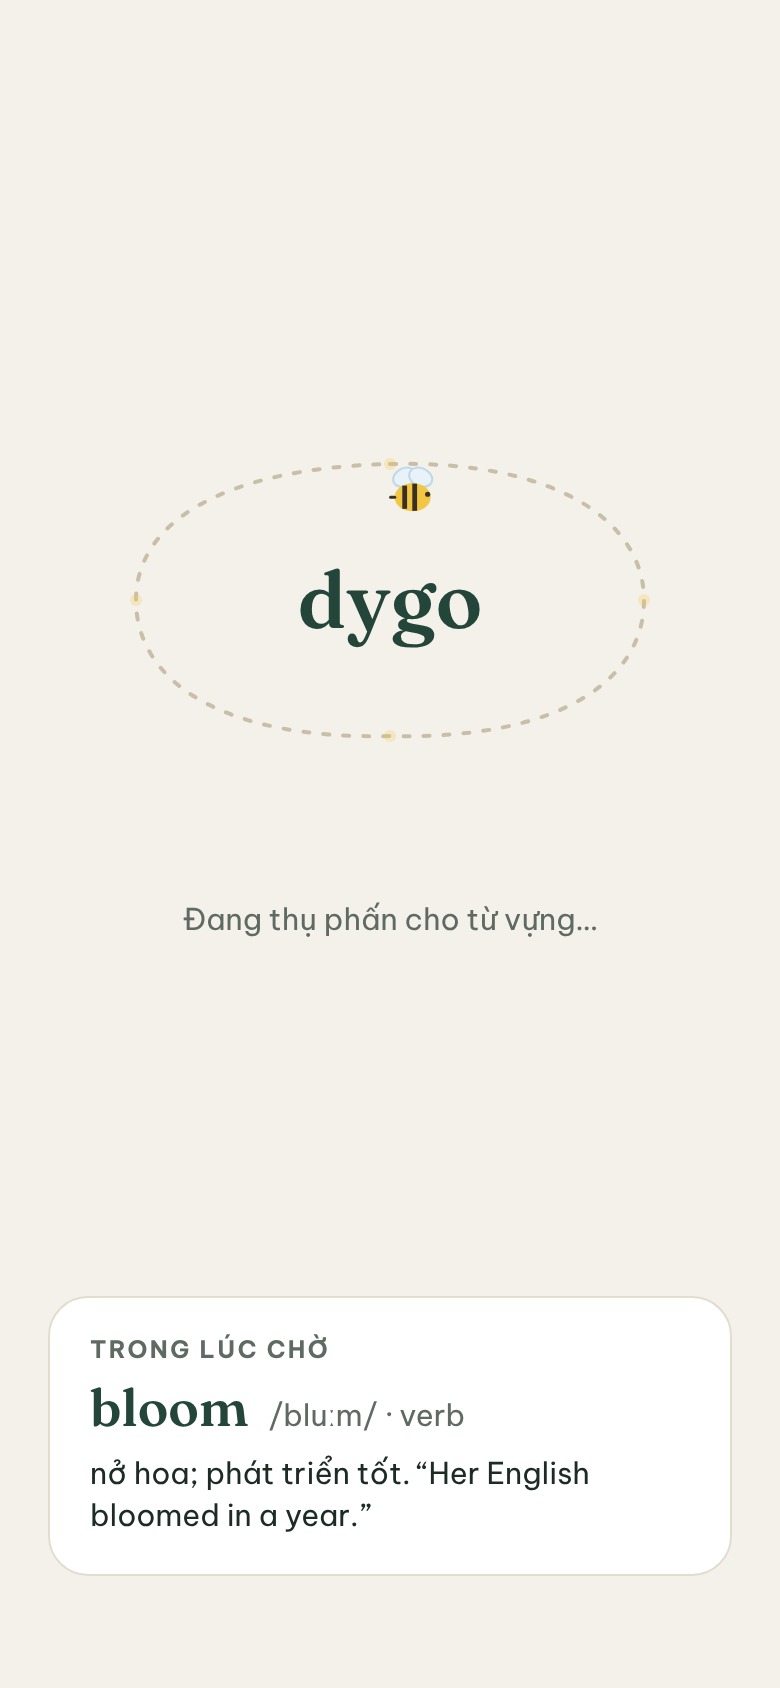 dygo
Đang thụ phấn cho từ vựng...
TRONG LÚC CHỜ
bloom /bluːm/ · verb
nở hoa; phát triển tốt. “Her English
bloomed in a year.”